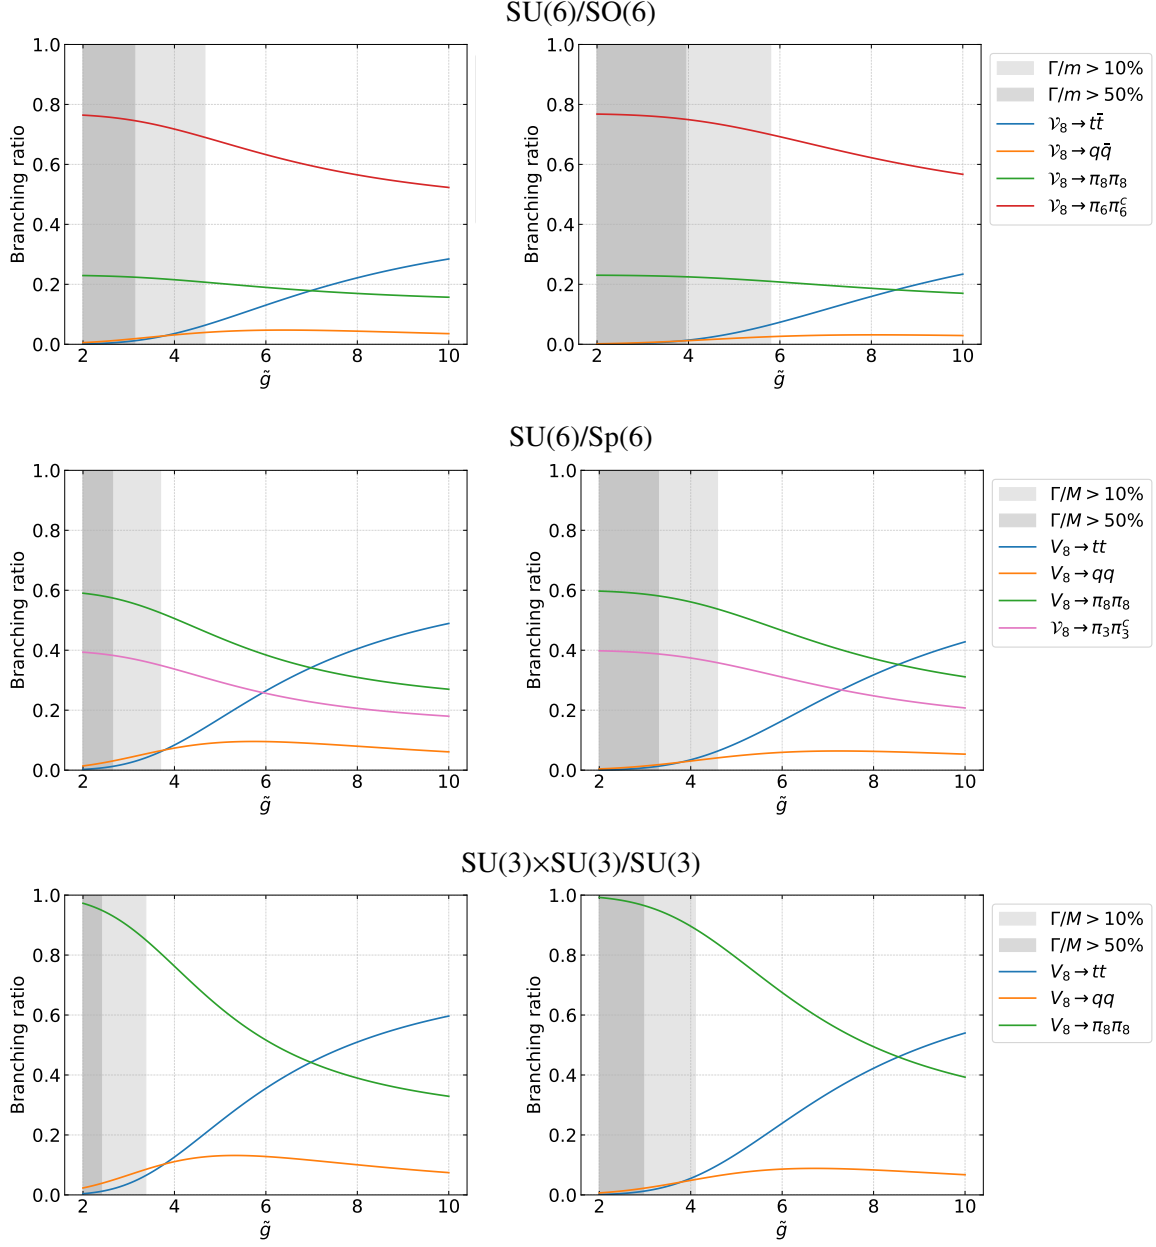 SU(6)/SO(6)
1.0
0.8
0.6
0.4
0.2
0.0
Branching ratio
2 4 6 8 10
g̃
1.0
0.8
0.6
0.4
0.2
0.0
Branching ratio
2 4 6 8 10
g̃
Γ/m > 10%
Γ/m > 50%
𝒱₈ → tt̄
𝒱₈ → qq̄
𝒱₈ → π₈π₈
𝒱₈ → π₆π₆ᶜ
SU(6)/Sp(6)
1.0
0.8
0.6
0.4
0.2
0.0
Branching ratio
2 4 6 8 10
g̃
1.0
0.8
0.6
0.4
0.2
0.0
Branching ratio
2 4 6 8 10
g̃
Γ/M > 10%
Γ/M > 50%
V₈ → tt
V₈ → qq
V₈ → π₈π₈
𝒱₈ → π₃π₃ᶜ
SU(3)×SU(3)/SU(3)
1.0
0.8
0.6
0.4
0.2
0.0
Branching ratio
2 4 6 8 10
g̃
1.0
0.8
0.6
0.4
0.2
0.0
Branching ratio
2 4 6 8 10
g̃
Γ/M > 10%
Γ/M > 50%
V₈ → tt
V₈ → qq
V₈ → π₈π₈